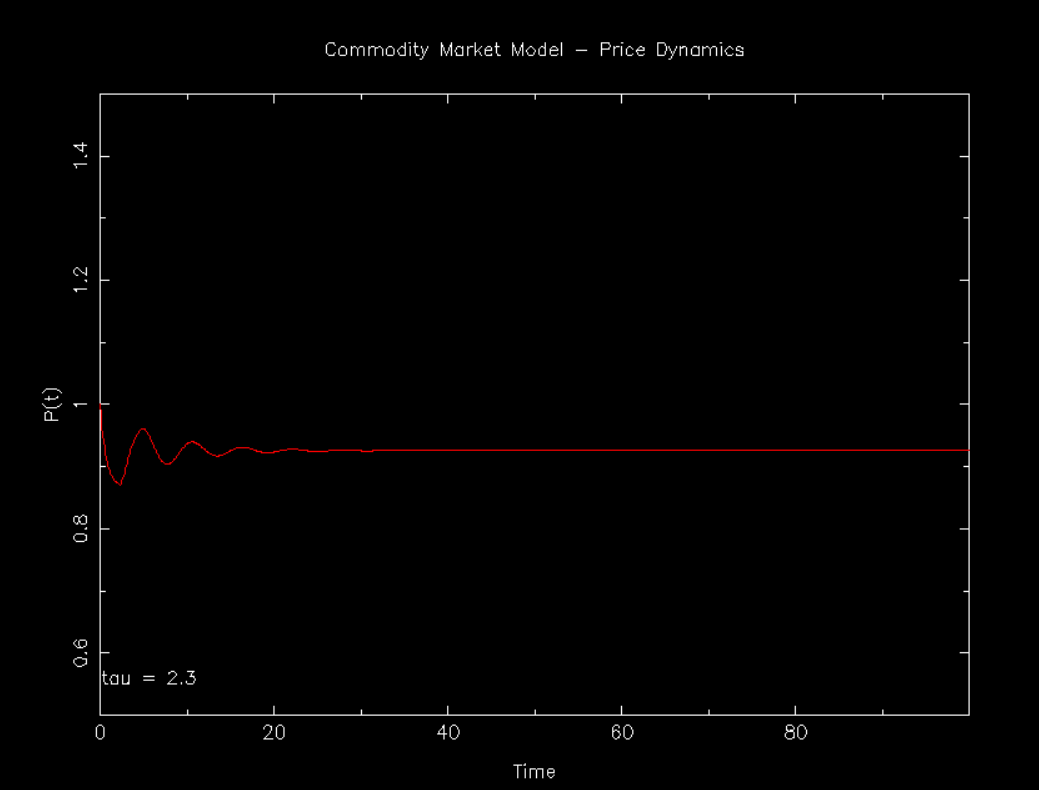 Commodity Market Model – Price Dynamics
1.4
1.2
P(t)
1
0.8
0.6
tau = 2.3
0 20 40 60 80
Time